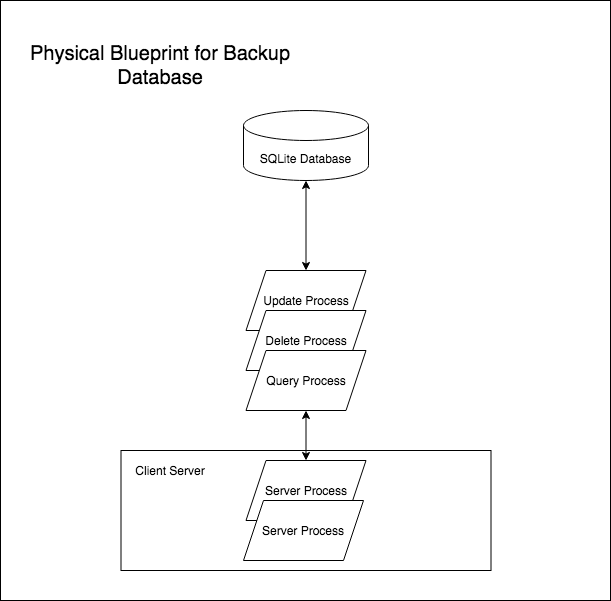 Physical Blueprint for Backup
Database
SQLite Database
Update Process
Delete Process
Query Process
Client Server
Server Process
Server Process